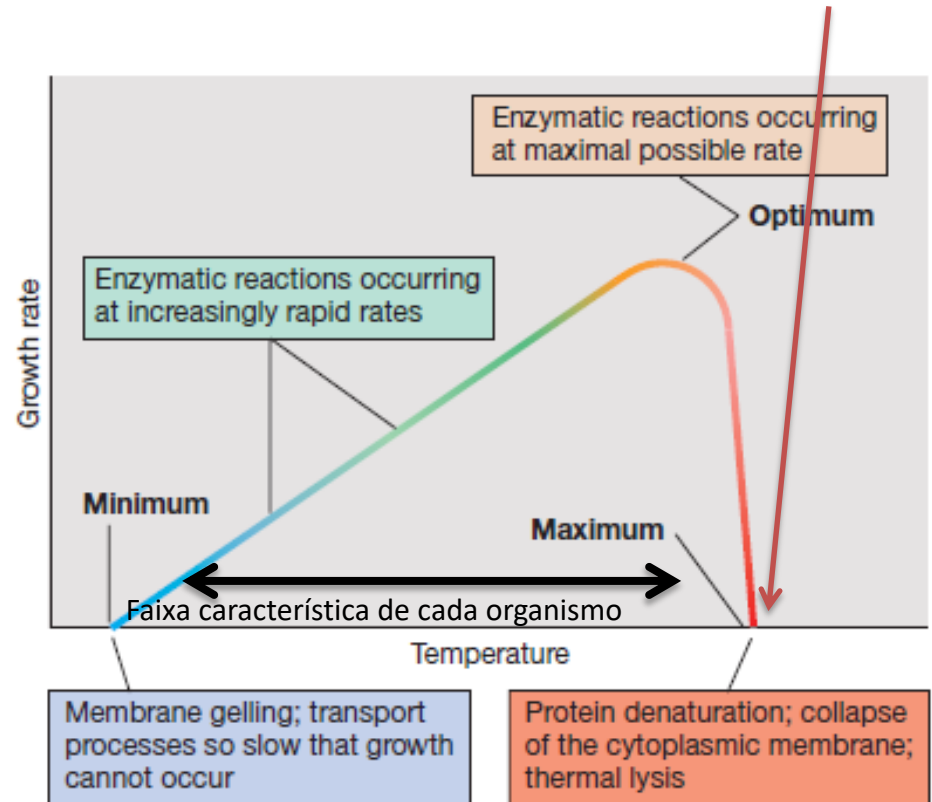 Enzymatic reactions occurring
at maximal possible rate
Optimum
Enzymatic reactions occurring
at increasingly rapid rates
Growth rate
Minimum
Maximum
Faixa característica de cada organismo
Temperature
Membrane gelling; transport
processes so slow that growth
cannot occur
Protein denaturation; collapse
of the cytoplasmic membrane;
thermal lysis